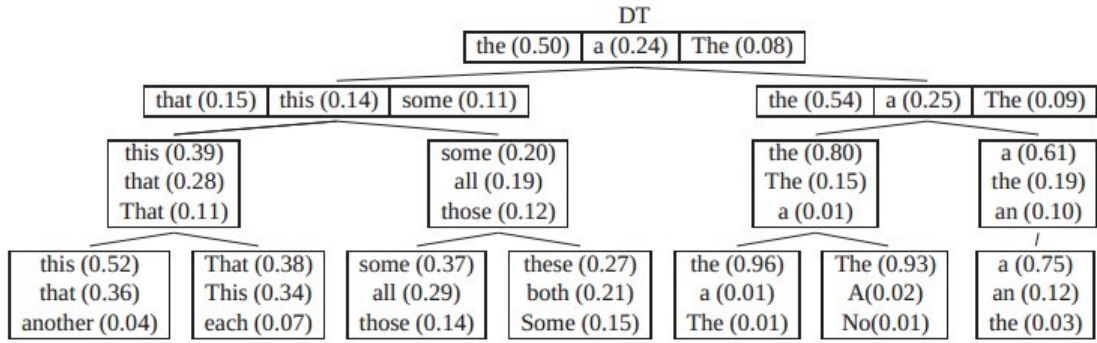 DT
the (0.50) a (0.24) The (0.08)
that (0.15) this (0.14) some (0.11)
the (0.54) a (0.25) The (0.09)
this (0.39)
that (0.28)
That (0.11)
some (0.20)
all (0.19)
those (0.12)
the (0.80)
The (0.15)
a (0.01)
a (0.61)
the (0.19)
an (0.10)
this (0.52)
that (0.36)
another (0.04)
That (0.38)
This (0.34)
each (0.07)
some (0.37)
all (0.29)
those (0.14)
these (0.27)
both (0.21)
Some (0.15)
the (0.96)
a (0.01)
The (0.01)
The (0.93)
A(0.02)
No(0.01)
a (0.75)
an (0.12)
the (0.03)